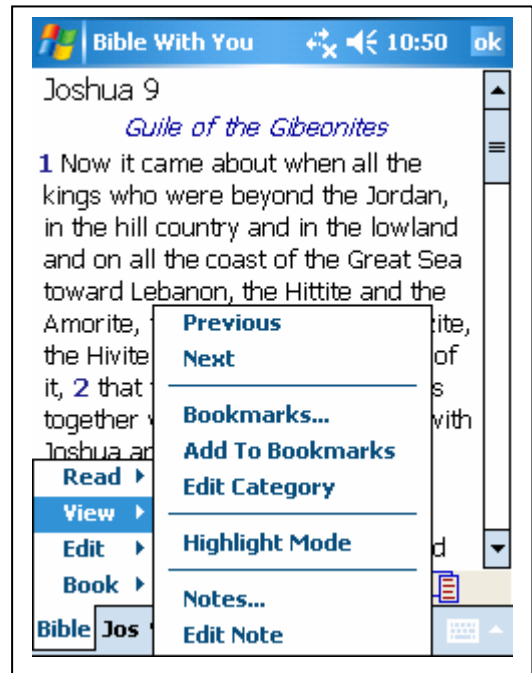 Bible With You 10:50 ok
Joshua 9
Guile of the Gibeonites
1 Now it came about when all the
kings who were beyond the Jordan,
in the hill country and in the lowland
and on all the coast of the Great Sea
toward Lebanon, the Hittite and the
Amorite,
the Hivite of
it, 2 that
together with
Joshua
Previous
Next
Bookmarks...
Add To Bookmarks
Edit Category
Highlight Mode
Notes...
Edit Note
Read
View
Edit
Book
Bible Jos